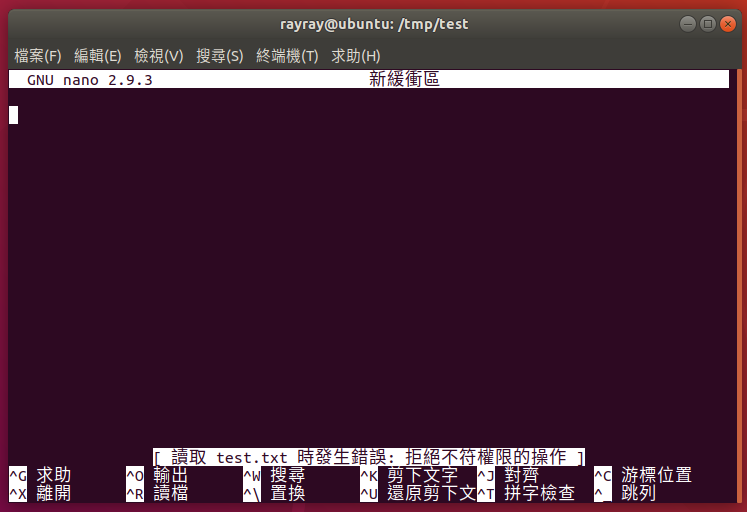 rayray@ubuntu: /tmp/test
檔案(F) 編輯(E) 檢視(V) 搜尋(S) 終端機(T) 求助(H)
GNU nano 2.9.3 新緩衝區
[ 讀取 test.txt 時發生錯誤: 拒絕不符權限的操作 ]
^G 求助 ^O 輸出 ^W 搜尋 ^K 剪下文字 ^J 對齊 ^C 游標位置
^X 離開 ^R 讀檔 ^\ 置換 ^U 還原剪下文 ^T 拼字檢查 ^_ 跳列